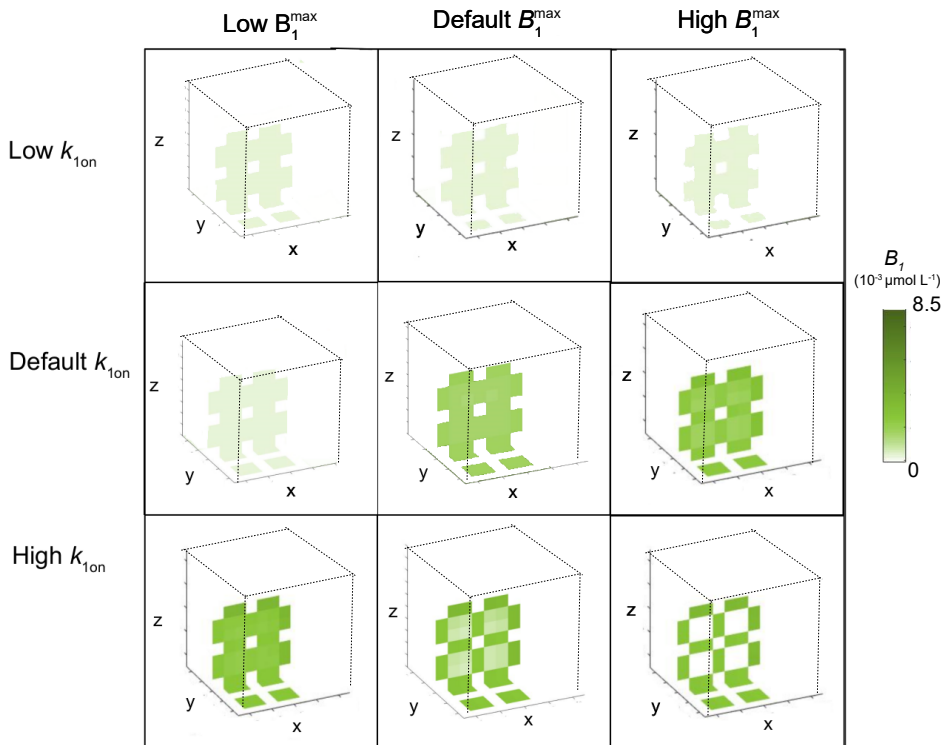 Low B₁ᵐᵃˣ Default B₁ᵐᵃˣ High B₁ᵐᵃˣ
Low k₁ₒₙ
z y x
z y x
z y x
B₁
(10⁻³ µmol L⁻¹)
8.5
0
Default k₁ₒₙ
z y x
z y x
z y x
High k₁ₒₙ
z y x
z y x
z y x